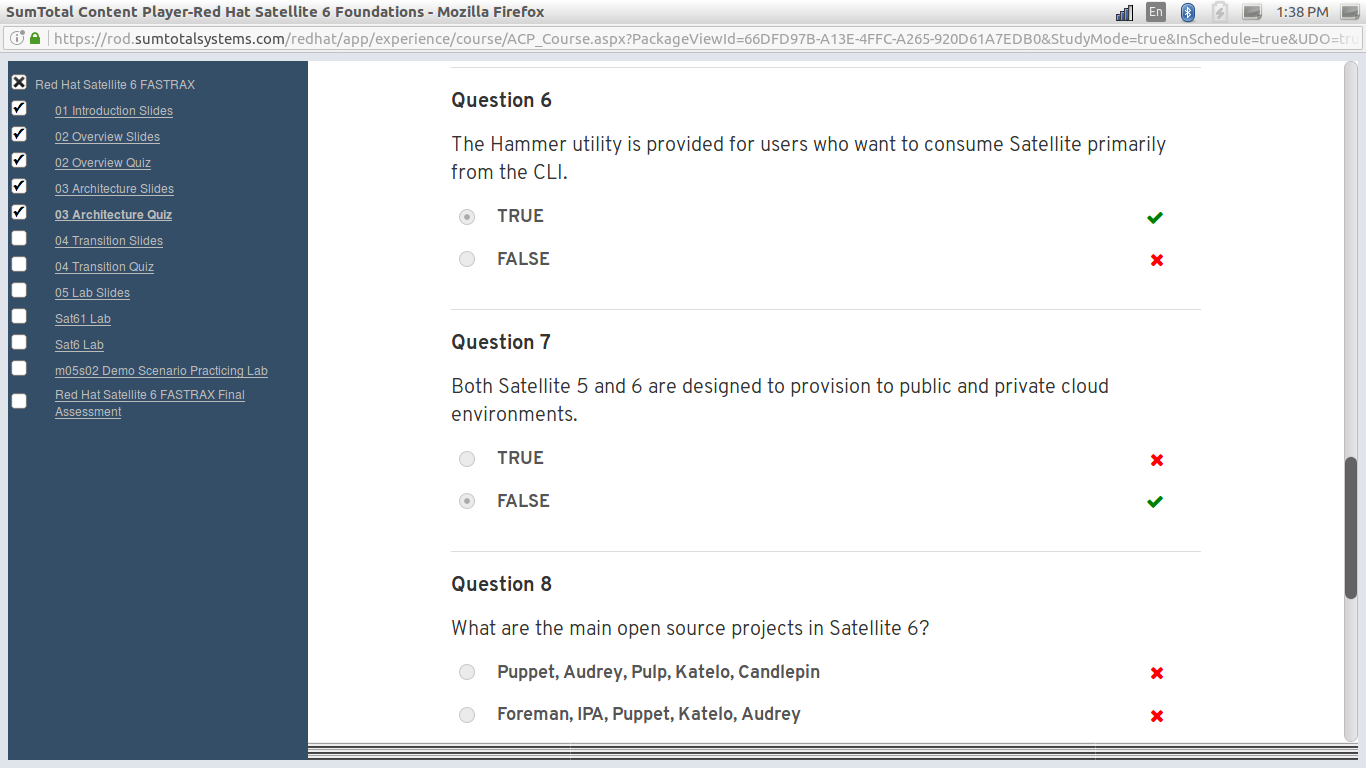 SumTotal Content Player-Red Hat Satellite 6 Foundations - Mozilla Firefox
En
1:38 PM
https://rod.sumtotalsystems.com/redhat/app/experience/course/ACP_Course.aspx?PackageViewId=66DFD97B-A13E-4FFC-A265-920D61A7EDB0&StudyMode=true&InSchedule=true&UDO=tru
Red Hat Satellite 6 FASTRAX
01 Introduction Slides
02 Overview Slides
02 Overview Quiz
03 Architecture Slides
03 Architecture Quiz
04 Transition Slides
04 Transition Quiz
05 Lab Slides
Sat61 Lab
Sat6 Lab
m05s02 Demo Scenario Practicing Lab
Red Hat Satellite 6 FASTRAX Final
Assessment
Question 6
The Hammer utility is provided for users who want to consume Satellite primarily
from the CLI.
TRUE
FALSE
Question 7
Both Satellite 5 and 6 are designed to provision to public and private cloud
environments.
TRUE
FALSE
Question 8
What are the main open source projects in Satellite 6?
Puppet, Audrey, Pulp, Katelo, Candlepin
Foreman, IPA, Puppet, Katelo, Audrey